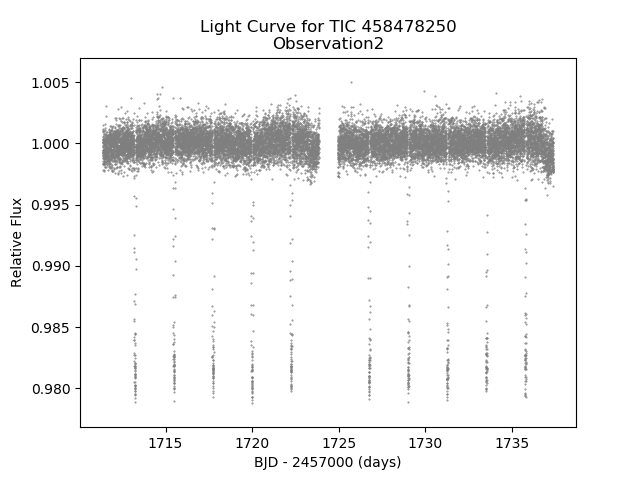 Light Curve for TIC 458478250
Observation2
1.005
1.000
0.995
0.990
0.985
0.980
Relative Flux
1715
1720
1725
1730
1735
BJD - 2457000 (days)